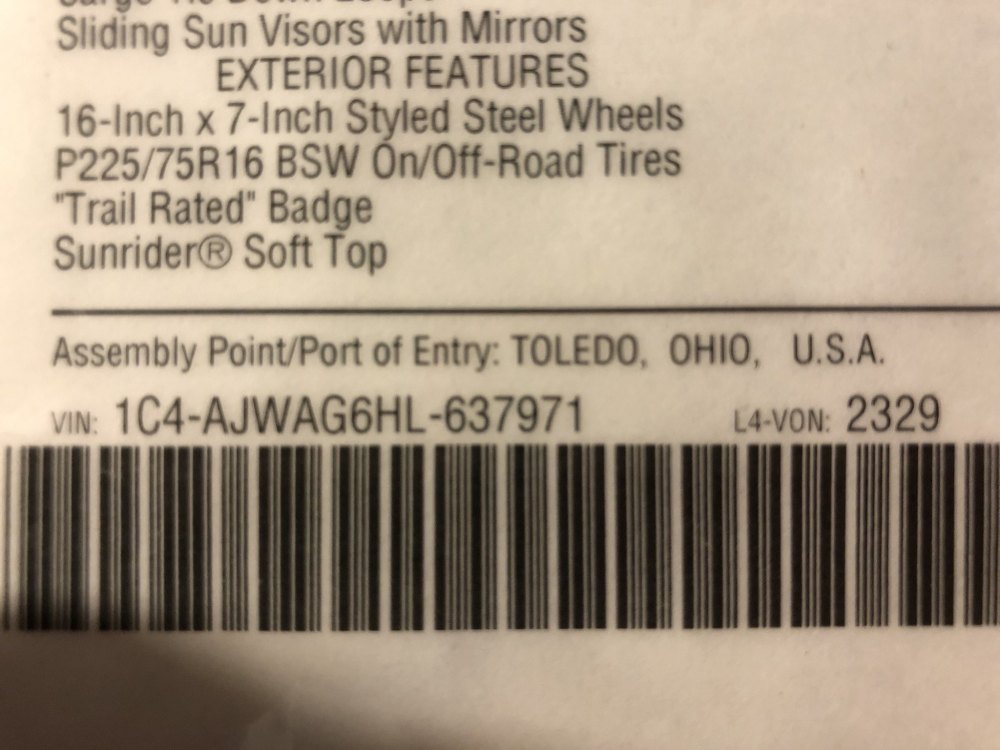 Sliding Sun Visors with Mirrors
EXTERIOR FEATURES
16-Inch x 7-Inch Styled Steel Wheels
P225/75R16 BSW On/Off-Road Tires
"Trail Rated" Badge
Sunrider® Soft Top
Assembly Point/Port of Entry: TOLEDO, OHIO, U.S.A.
VIN: 1C4-AJWAG6HL-637971 L4-VON: 2329